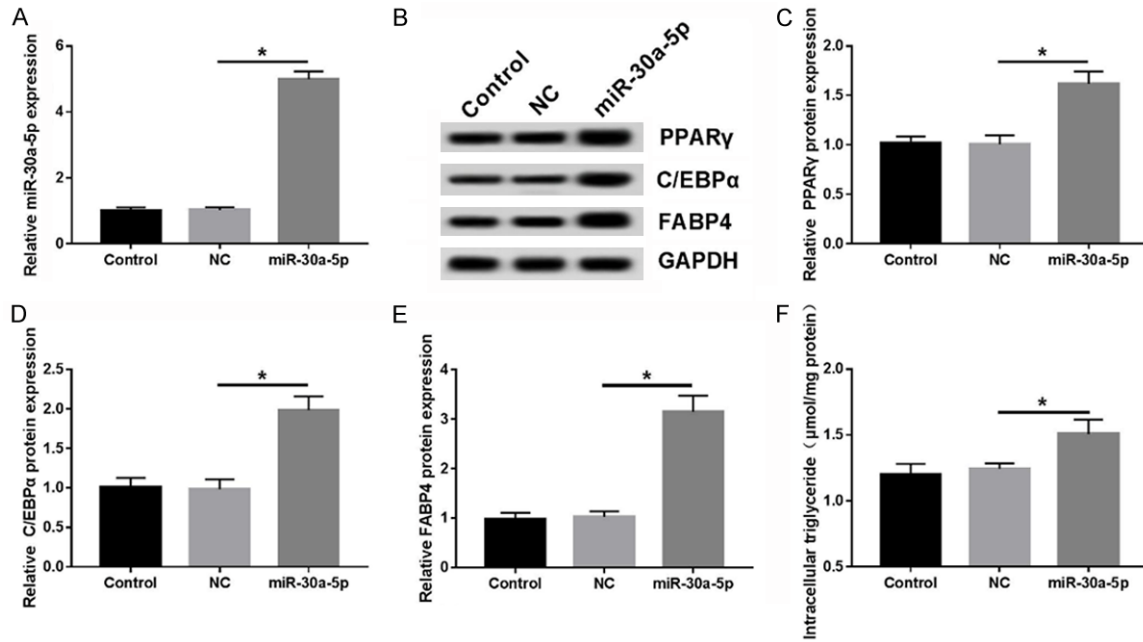 A
Relative miR-30a-5p expression
6
4
2
0
*
Control
NC
miR-30a-5p
B
Control
NC
miR-30a-5p
PPARγ
C/EBPα
FABP4
GAPDH
C
Relative PPARγ protein expression
2.0
1.5
1.0
0.5
0.0
*
Control
NC
miR-30a-5p
D
Relative C/EBPα protein expression
2.5
2.0
1.5
1.0
0.5
0.0
*
Control
NC
miR-30a-5p
E
Relative FABP4 protein expression
4
3
2
1
0
*
Control
NC
miR-30a-5p
F
Intracellular triglyceride（μmol/mg protein）
2.0
1.5
1.0
0.5
*
Control
NC
miR-30a-5p